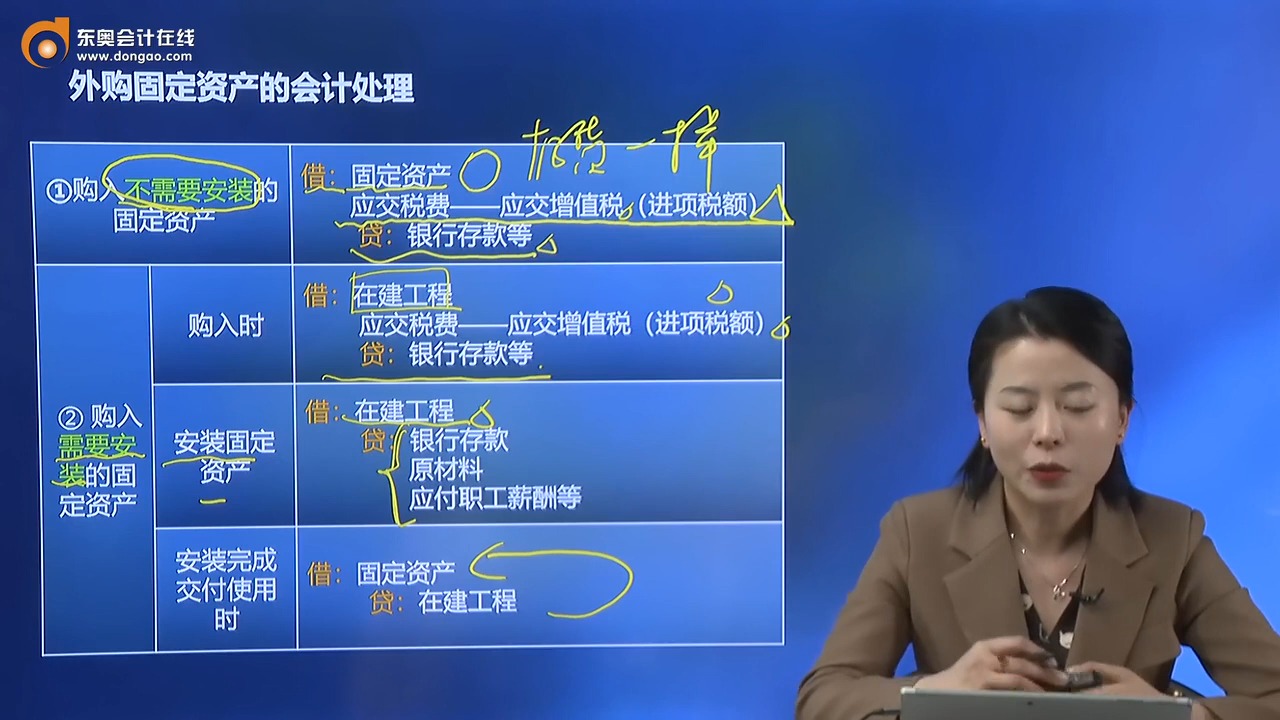 东奥会计在线
www.dongao.com
外购固定资产的会计处理
①购入不需要安装的
固定资产
借：固定资产
应交税费——应交增值税（进项税额）
贷：银行存款等
② 购入
需要安
装的固
定资产
购入时
借：在建工程
应交税费——应交增值税（进项税额）
贷：银行存款等
安装固定
资产
借：在建工程
贷：银行存款
原材料
应付职工薪酬等
安装完成
交付使用
时
借：固定资产
贷：在建工程